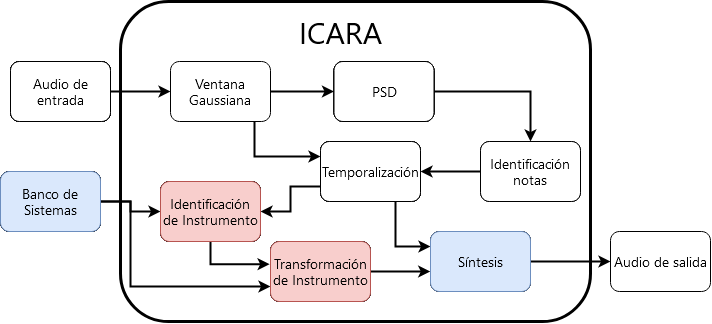 ICARA
Audio de
entrada
Ventana
Gaussiana
PSD
Temporalización
Identificación
notas
Banco de
Sistemas
Identificación
de Instrumento
Transformación
de Instrumento
Síntesis
Audio de salida